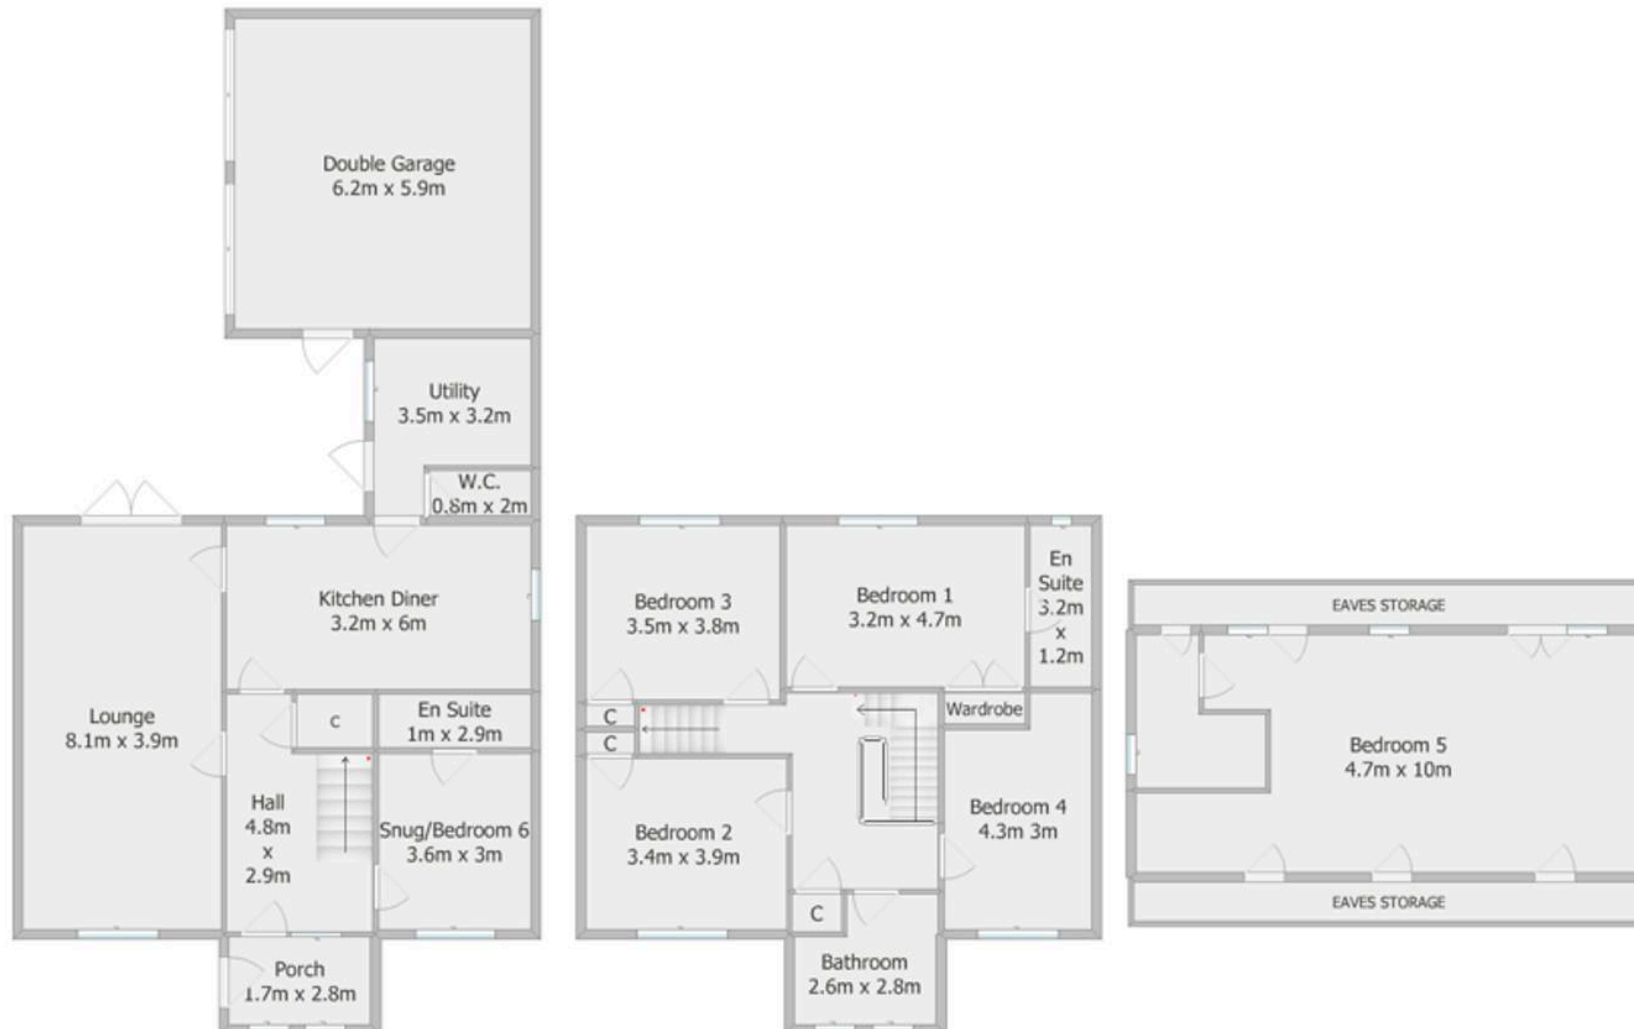 Double Garage
6.2m x 5.9m
Utility
3.5m x 3.2m
W.C.
0.8m x 2m
Kitchen Diner
3.2m x 6m
Lounge
8.1m x 3.9m
C
En Suite
1m x 2.9m
Hall
4.8m
x
2.9m
Snug/Bedroom 6
3.6m x 3m
Porch
1.7m x 2.8m
Bedroom 3
3.5m x 3.8m
Bedroom 1
3.2m x 4.7m
En
Suite
3.2m
x
1.2m
C
C
Wardrobe
Bedroom 2
3.4m x 3.9m
Bedroom 4
4.3m 3m
C
Bathroom
2.6m x 2.8m
EAVES STORAGE
Bedroom 5
4.7m x 10m
EAVES STORAGE